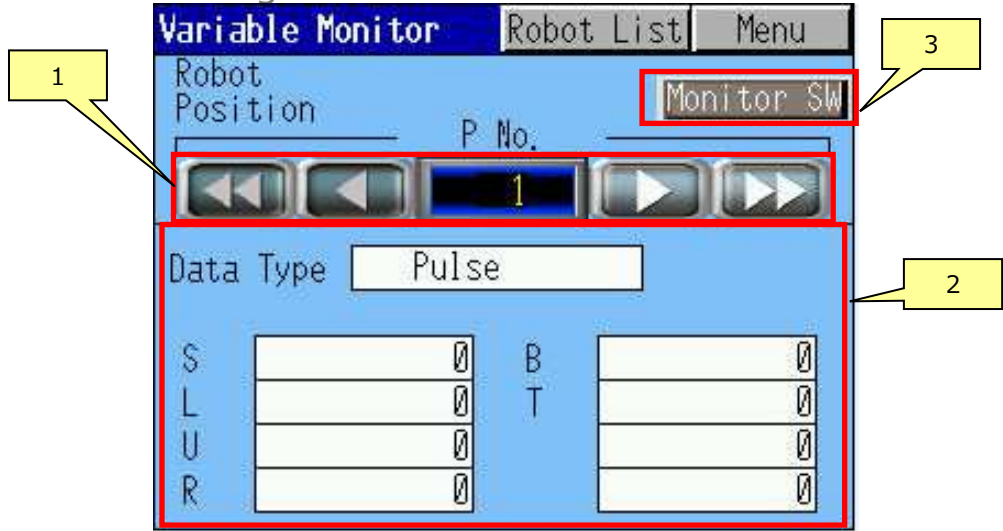 Variable Monitor Robot List Menu
3
1
Robot
Position
Monitor SW
P No.
1
Data Type Pulse
2
S 0 B 0
L 0 T 0
U 0 0
R 0 0